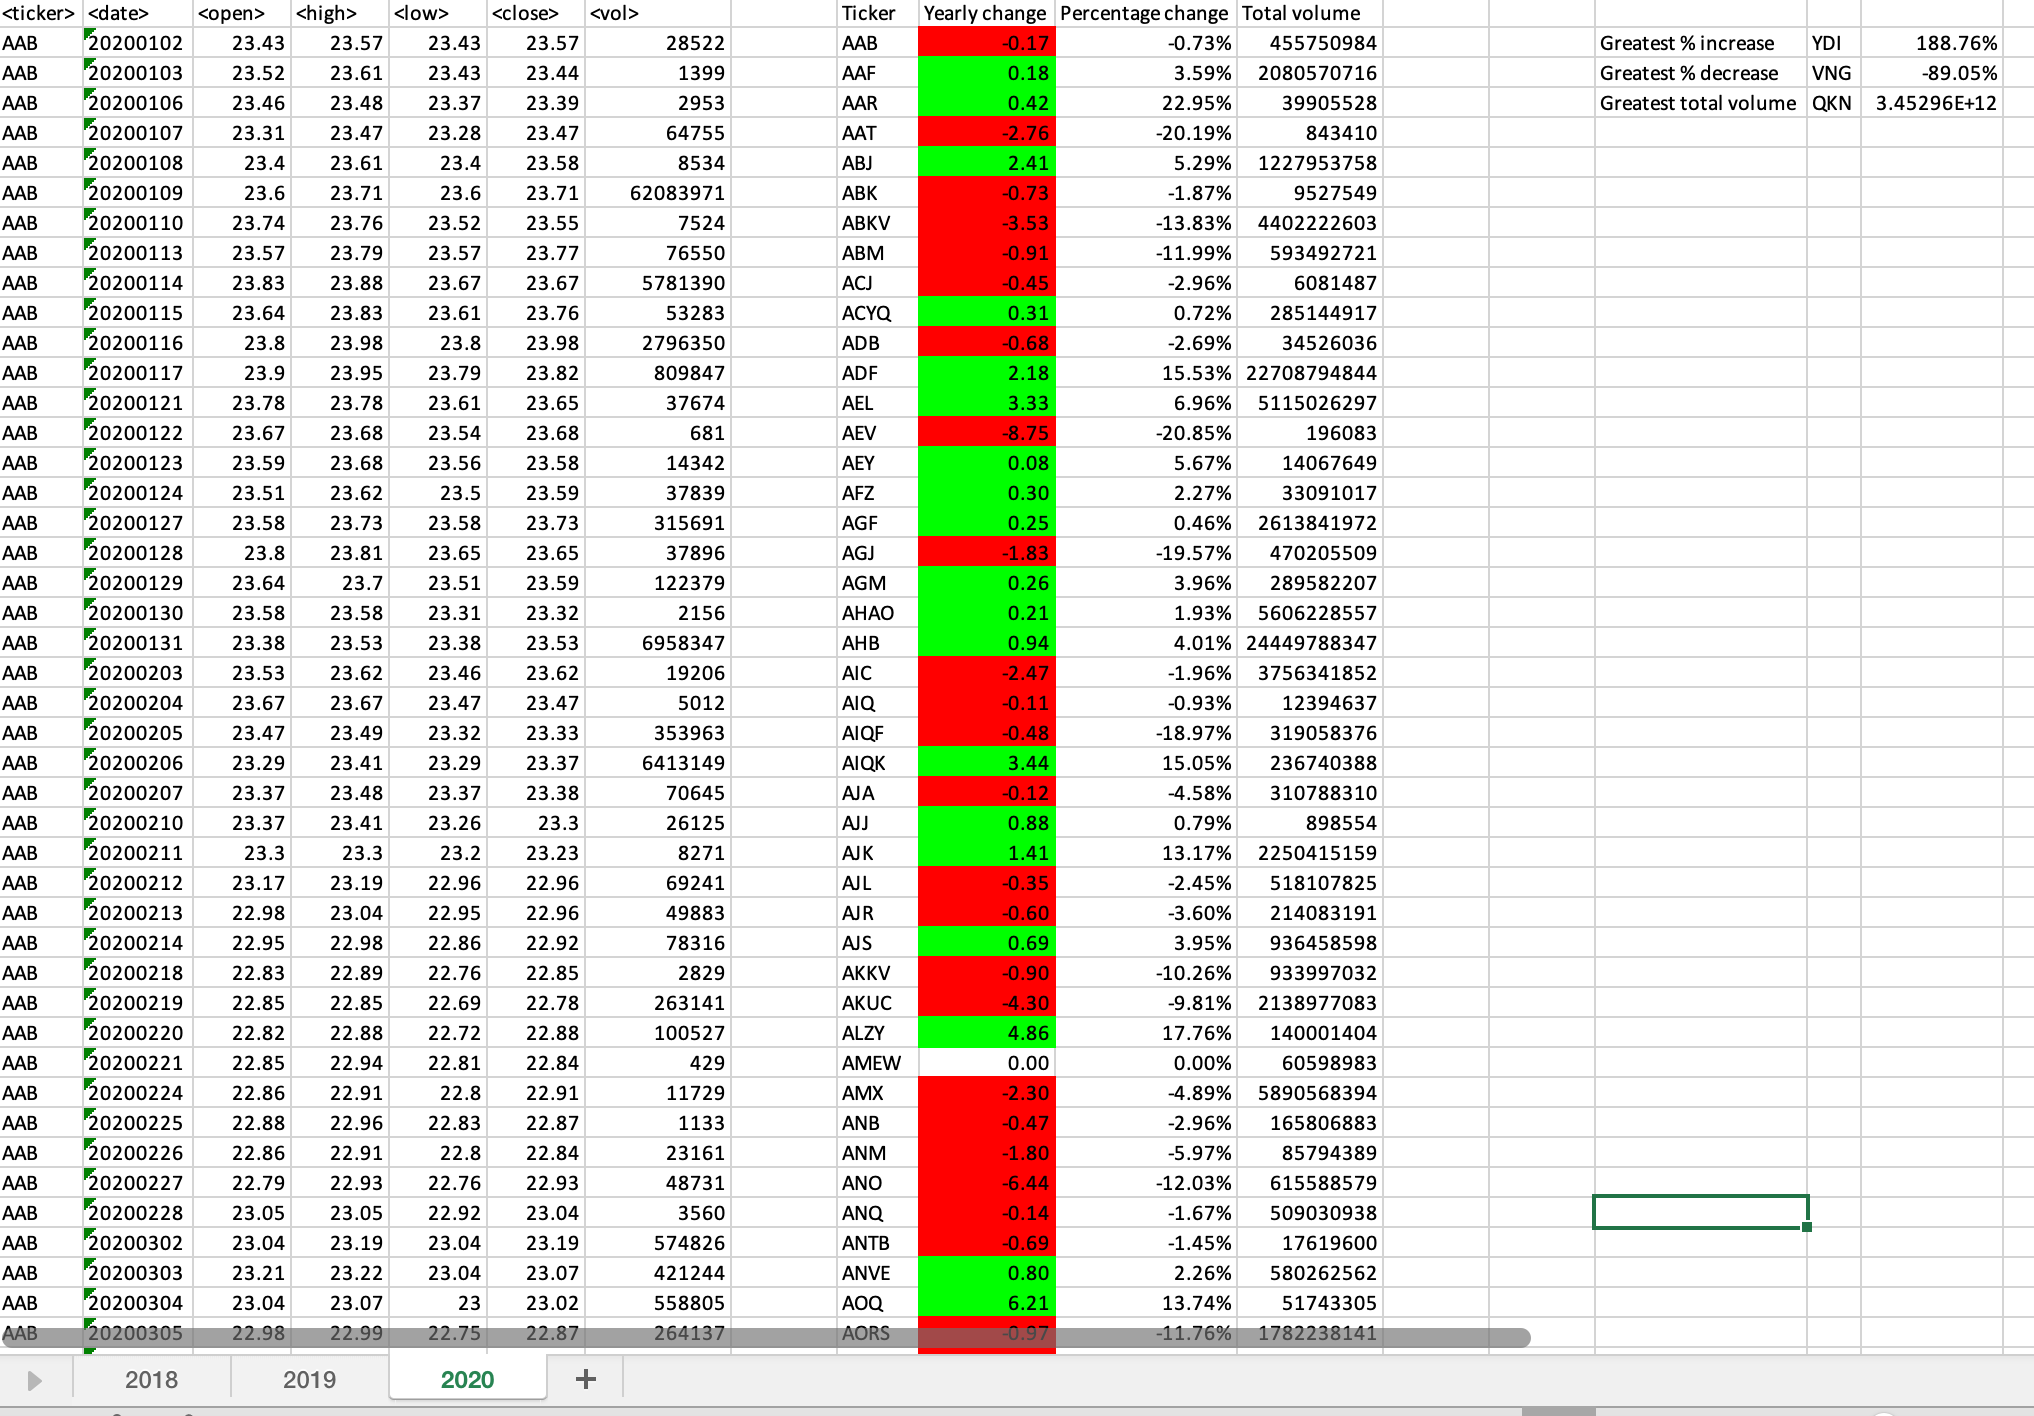 <ticker> <date> <open> <high> <low> <close> <vol> Ticker Yearly change Percentage change Total volume
AAB 20200102 23.43 23.57 23.43 23.57 28522 AAB -0.17 -0.73% 455750984 Greatest % increase YDI 188.76%
AAB 20200103 23.52 23.61 23.43 23.44 1399 AAF 0.18 3.59% 2080570716 Greatest % decrease VNG -89.05%
AAB 20200106 23.46 23.48 23.37 23.39 2953 AAR 0.42 22.95% 39905528 Greatest total volume QKN 3.45296E+12
AAB 20200107 23.31 23.47 23.28 23.47 64755 AAT -2.76 -20.19% 843410
AAB 20200108 23.4 23.61 23.4 23.58 8534 ABJ 2.41 5.29% 1227953758
AAB 20200109 23.6 23.71 23.6 23.71 62083971 ABK -0.73 -1.87% 9527549
AAB 20200110 23.74 23.76 23.52 23.55 7524 ABKV -3.53 -13.83% 4402222603
AAB 20200113 23.57 23.79 23.57 23.77 76550 ABM -0.91 -11.99% 593492721
AAB 20200114 23.83 23.88 23.67 23.67 5781390 ACJ -0.45 -2.96% 6081487
AAB 20200115 23.64 23.83 23.61 23.76 53283 ACYQ 0.31 0.72% 285144917
AAB 20200116 23.8 23.98 23.8 23.98 2796350 ADB -0.68 -2.69% 34526036
AAB 20200117 23.9 23.95 23.79 23.82 809847 ADF 2.18 15.53% 22708794844
AAB 20200121 23.78 23.78 23.61 23.65 37674 AEL 3.33 6.96% 5115026297
AAB 20200122 23.67 23.68 23.54 23.68 681 AEV -8.75 -20.85% 196083
AAB 20200123 23.59 23.68 23.56 23.58 14342 AEY 0.08 5.67% 14067649
AAB 20200124 23.51 23.62 23.5 23.59 37839 AFZ 0.30 2.27% 33091017
AAB 20200127 23.58 23.73 23.58 23.73 315691 AGF 0.25 0.46% 2613841972
AAB 20200128 23.8 23.81 23.65 23.65 37896 AGJ -1.83 -19.57% 470205509
AAB 20200129 23.64 23.7 23.51 23.59 122379 AGM 0.26 3.96% 289582207
AAB 20200130 23.58 23.58 23.31 23.32 2156 AHAO 0.21 1.93% 5606228557
AAB 20200131 23.38 23.53 23.38 23.53 6958347 AHB 0.94 4.01% 24449788347
AAB 20200203 23.53 23.62 23.46 23.62 19206 AIC -2.47 -1.96% 3756341852
AAB 20200204 23.67 23.67 23.47 23.47 5012 AIQ -0.11 -0.93% 12394637
AAB 20200205 23.47 23.49 23.32 23.33 353963 AIQF -0.48 -18.97% 319058376
AAB 20200206 23.29 23.41 23.29 23.37 6413149 AIQK 3.44 15.05% 236740388
AAB 20200207 23.37 23.48 23.37 23.38 70645 AJA -0.12 -4.58% 310788310
AAB 20200210 23.37 23.41 23.26 23.3 26125 AJJ 0.88 0.79% 898554
AAB 20200211 23.3 23.3 23.2 23.23 8271 AJK 1.41 13.17% 2250415159
AAB 20200212 23.17 23.19 22.96 22.96 69241 AJL -0.35 -2.45% 518107825
AAB 20200213 22.98 23.04 22.95 22.96 49883 AJR -0.60 -3.60% 214083191
AAB 20200214 22.95 22.98 22.86 22.92 78316 AJS 0.69 3.95% 936458598
AAB 20200218 22.83 22.89 22.76 22.85 2829 AKKV -0.90 -10.26% 933997032
AAB 20200219 22.85 22.85 22.69 22.78 263141 AKUC -4.30 -9.81% 2138977083
AAB 20200220 22.82 22.88 22.72 22.88 100527 ALZY 4.86 17.76% 140001404
AAB 20200221 22.85 22.94 22.81 22.84 429 AMEW 0.00 0.00% 60598983
AAB 20200224 22.86 22.91 22.8 22.91 11729 AMX -2.30 -4.89% 5890568394
AAB 20200225 22.88 22.96 22.83 22.87 1133 ANB -0.47 -2.96% 165806883
AAB 20200226 22.86 22.91 22.8 22.84 23161 ANM -1.80 -5.97% 85794389
AAB 20200227 22.79 22.93 22.76 22.93 48731 ANO -6.44 -12.03% 615588579
AAB 20200228 23.05 23.05 22.92 23.04 3560 ANQ -0.14 -1.67% 509030938
AAB 20200302 23.04 23.19 23.04 23.19 574826 ANTB -0.69 -1.45% 17619600
AAB 20200303 23.21 23.22 23.04 23.07 421244 ANVE 0.80 2.26% 580262562
AAB 20200304 23.04 23.07 23 23.02 558805 AOQ 6.21 13.74% 51743305
AAB 20200305 22.98 22.99 22.75 22.87 264137 AORS -0.97 -11.76% 1782238141
2018 2019 2020 +